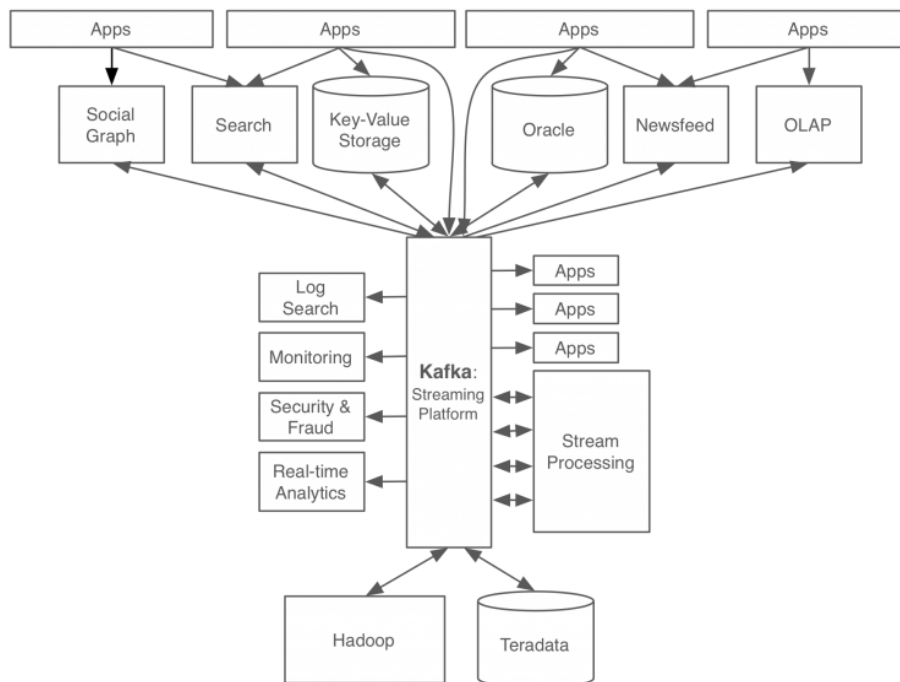 Apps
Apps
Apps
Apps
Social
Graph
Search
Key-Value
Storage
Oracle
Newsfeed
OLAP
Log
Search
Monitoring
Security &
Fraud
Real-time
Analytics
Kafka:
Streaming
Platform
Apps
Apps
Apps
Stream
Processing
Hadoop
Teradata